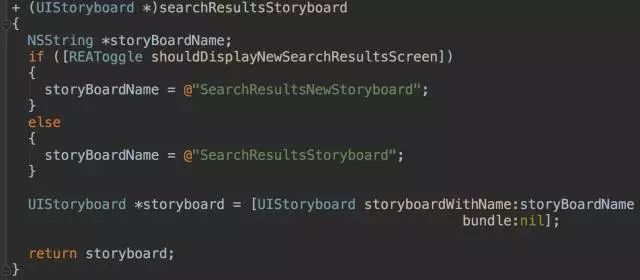 + (UIStoryboard *)searchResultsStoryboard
{
NSString *storyBoardName;
if ([REAToggle shouldDisplayNewSearchResultsScreen])
{
storyBoardName = @"SearchResultsNewStoryboard";
}
else
{
storyBoardName = @"SearchResultsStoryboard";
}
UIStoryboard *storyboard = [UIStoryboard storyboardWithName:storyBoardName
bundle:nil];
return storyboard;
}